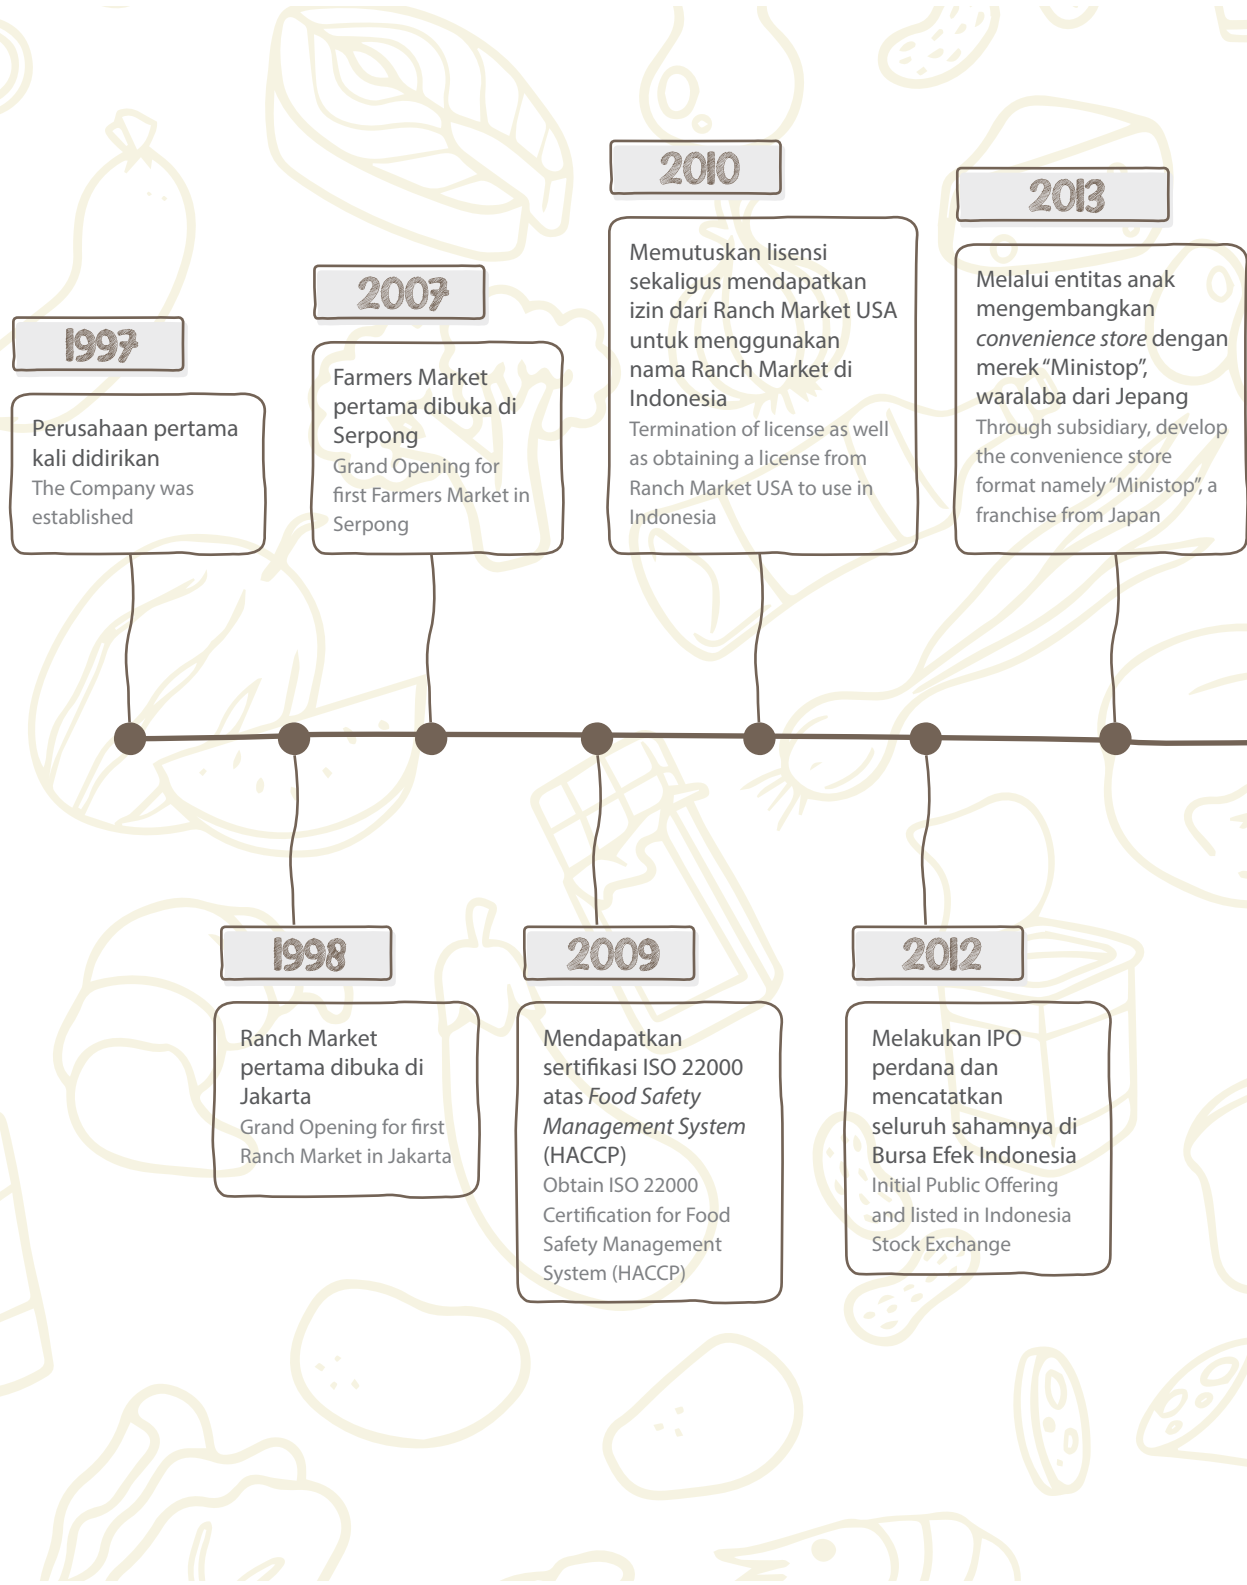 1997
Perusahaan pertama
kali didirikan
The Company was
established
1998
Ranch Market
pertama dibuka di
Jakarta
Grand Opening for first
Ranch Market in Jakarta
2007
Farmers Market
pertama dibuka di
Serpong
Grand Opening for
first Farmers Market in
Serpong
2009
Mendapatkan
sertifikasi ISO 22000
atas Food Safety
Management System
(HACCP)
Obtain ISO 22000
Certification for Food
Safety Management
System (HACCP)
2010
Memutuskan lisensi
sekaligus mendapatkan
izin dari Ranch Market USA
untuk menggunakan
nama Ranch Market di
Indonesia
Termination of license as well
as obtaining a license from
Ranch Market USA to use in
Indonesia
2012
Melakukan IPO
perdana dan
mencatatkan
seluruh sahamnya di
Bursa Efek Indonesia
Initial Public Offering
and listed in Indonesia
Stock Exchange
2013
Melalui entitas anak
mengembangkan
convenience store dengan
merek “Ministop”,
waralaba dari Jepang
Through subsidiary, develop
the convenience store
format namely “Ministop”, a
franchise from Japan